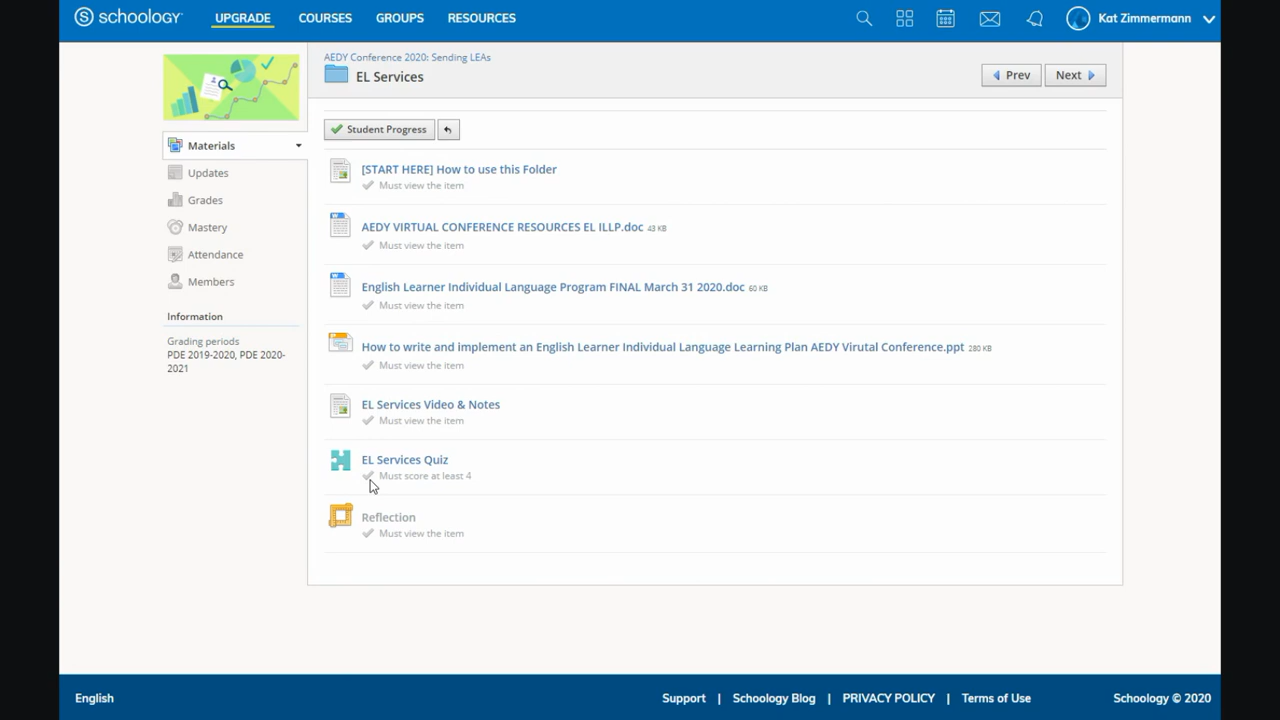 schoology
UPGRADE
COURSES
GROUPS
RESOURCES
Kat Zimmermann
AEDY Conference 2020: Sending LEAs
EL Services
Prev
Next
Materials
Updates
Grades
Mastery
Attendance
Members
Information
Grading periods
PDE 2019-2020, PDE 2020-
2021
Student Progress
[START HERE] How to use this Folder
Must view the item
AEDY VIRTUAL CONFERENCE RESOURCES EL ILLP.doc 43 KB
Must view the item
English Learner Individual Language Program FINAL March 31 2020.doc 60 KB
Must view the item
How to write and implement an English Learner Individual Language Learning Plan AEDY Virutal Conference.ppt 280 KB
Must view the item
EL Services Video & Notes
Must view the item
EL Services Quiz
Must score at least 4
Reflection
Must view the item
English
Support | Schoology Blog | PRIVACY POLICY | Terms of Use
Schoology © 2020